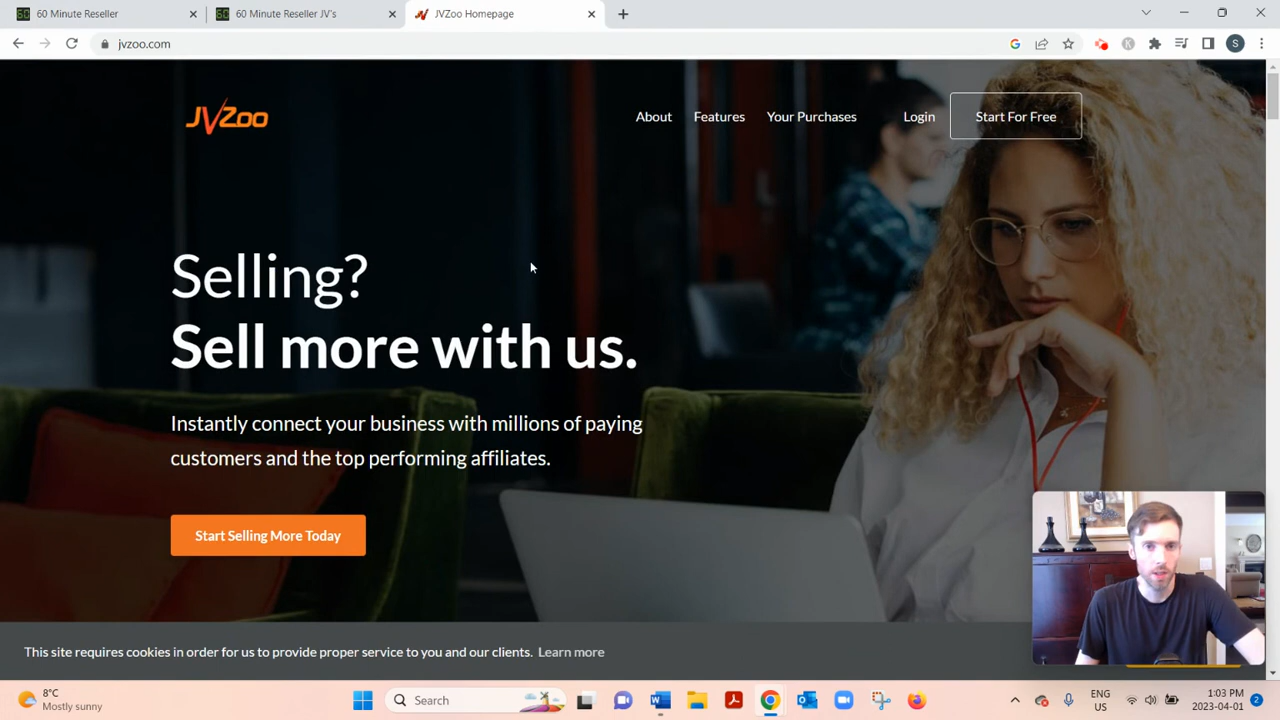 60 Minute Reseller
60 Minute Reseller JV's
JVZoo Homepage
jvzoo.com
S
JVZoo
About
Features
Your Purchases
Login
Start For Free
Selling?
Sell more with us.
Instantly connect your business with millions of paying
customers and the top performing affiliates.
Start Selling More Today
This site requires cookies in order for us to provide proper service to you and our clients. Learn more
8°C
Mostly sunny
Search
ENG
US
1:03 PM
2023-04-01
2